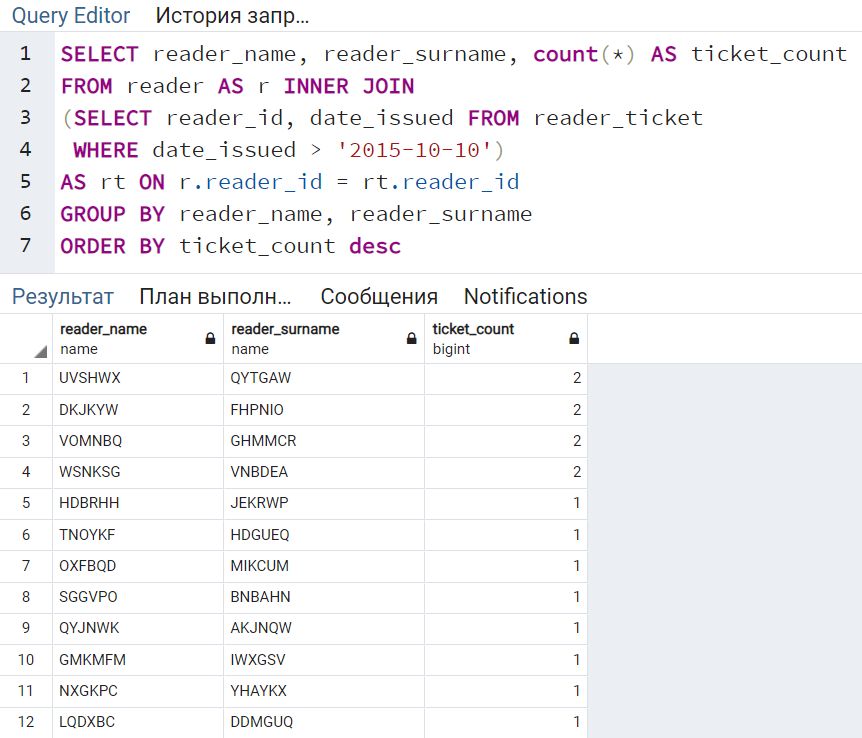 Query Editor История запр...
1 SELECT reader_name, reader_surname, count(*) AS ticket_count
2 FROM reader AS r INNER JOIN
3 (SELECT reader_id, date_issued FROM reader_ticket
4 WHERE date_issued > '2015-10-10')
5 AS rt ON r.reader_id = rt.reader_id
6 GROUP BY reader_name, reader_surname
7 ORDER BY ticket_count desc
Результат План выполн... Сообщения Notifications
reader_name reader_surname ticket_count
name name bigint
1 UVSHWX QYTGAW 2
2 DKJKYW FHPNIO 2
3 VOMNBQ GHMMCR 2
4 WSNKSG VNBDEA 2
5 HDBRHH JEKRWP 1
6 TNOYKF HDGUEQ 1
7 OXFBQD MIKCUM 1
8 SGGVPO BNBAHN 1
9 QYJNWK AKJNQW 1
10 GMKMFM IWXGSV 1
11 NXGKPC YHAYKX 1
12 LQDXBC DDMGUQ 1